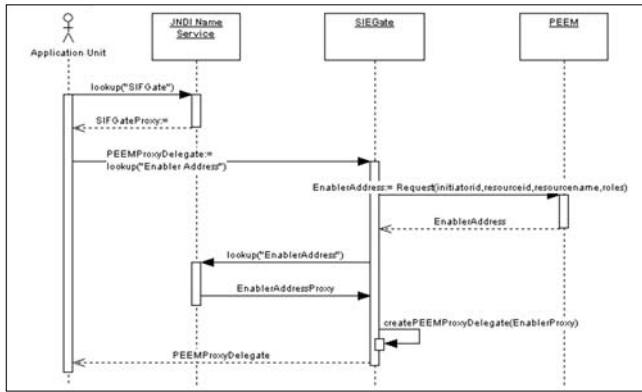 JNDI Name
Service
SIEGate
PEEM
Application Unit
lookup("SIFGate")
SIFGateProxy:=
PEEMProxyDelegate:=
lookup("Enabler Address")
EnablerAddress:= Request(initiatorid,resourceid,resourcename,roles)
EnablerAddress
lookup("EnablerAddress")
EnablerAddressProxy
createPEEMProxyDelegate(EnablerProxy)
PEEMProxyDelegate